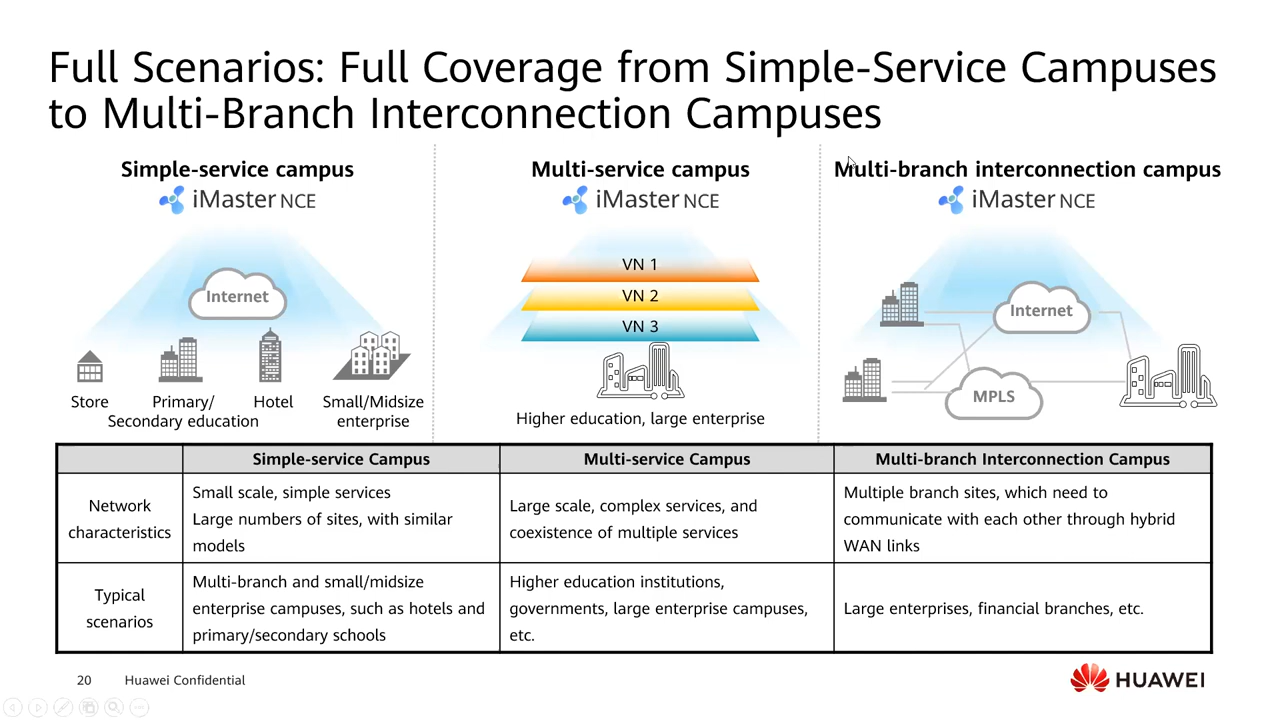 Full Scenarios: Full Coverage from Simple-Service Campuses
to Multi-Branch Interconnection Campuses
Simple-service campus
iMaster NCE
Internet
Store
Primary/
Secondary education
Hotel
Small/Midsize
enterprise
Multi-service campus
iMaster NCE
VN 1
VN 2
VN 3
Higher education, large enterprise
Multi-branch interconnection campus
iMaster NCE
Internet
MPLS
Simple-service Campus
Multi-service Campus
Multi-branch Interconnection Campus
Network
characteristics
Small scale, simple services
Large numbers of sites, with similar
models
Large scale, complex services, and
coexistence of multiple services
Multiple branch sites, which need to
communicate with each other through hybrid
WAN links
Typical
scenarios
Multi-branch and small/midsize
enterprise campuses, such as hotels and
primary/secondary schools
Higher education institutions,
governments, large enterprise campuses,
etc.
Large enterprises, financial branches, etc.
20
Huawei Confidential
HUAWEI